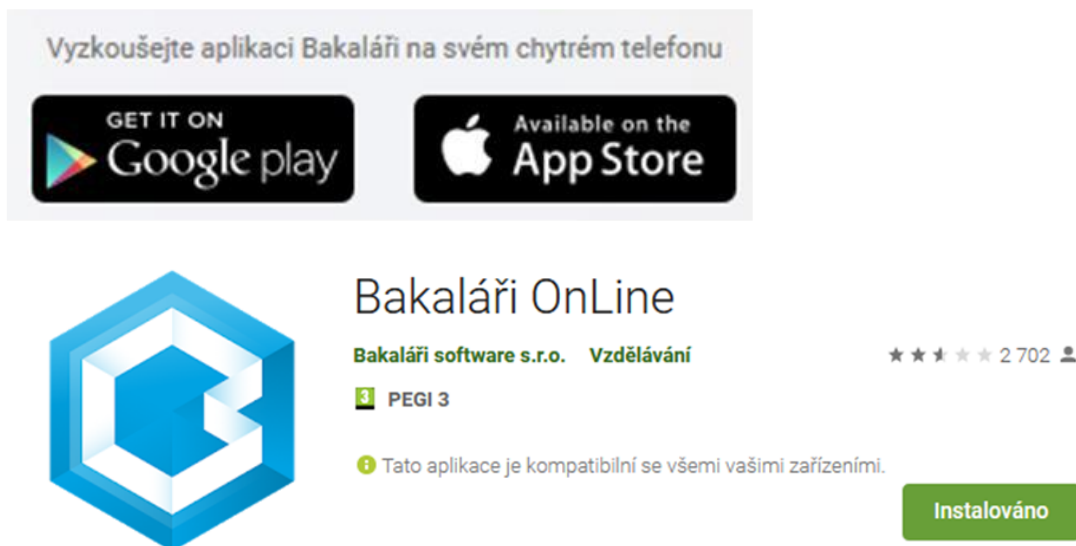 Vyzkoušejte aplikaci Bakaláři na svém chytrém telefonu
GET IT ON
Google play
Available on the
App Store
Bakaláři OnLine
Bakaláři software s.r.o. Vzdělávání
2 702
3 PEGI 3
Tato aplikace je kompatibilní se všemi vašimi zařízeními.
Instalováno